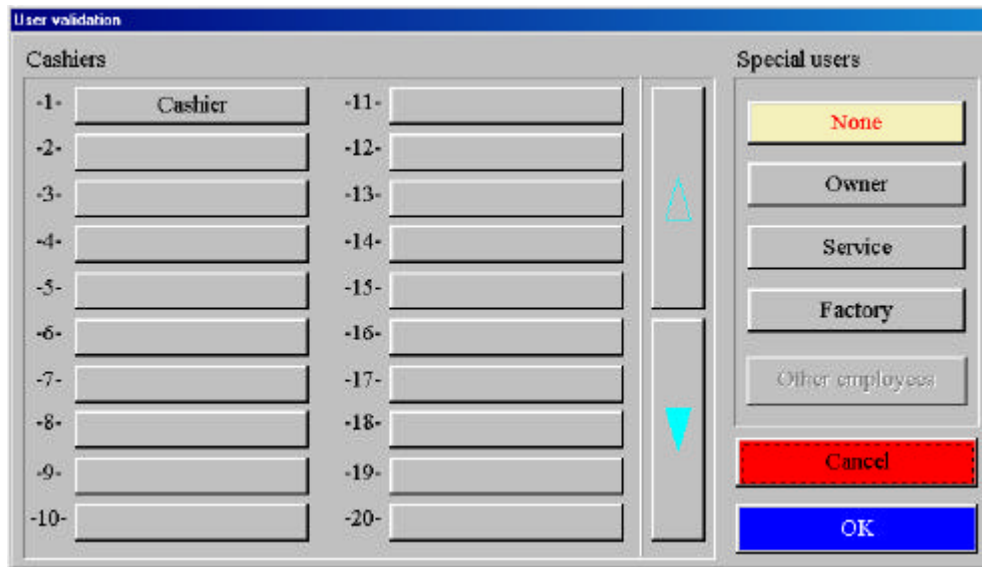 User validation
Cashiers
Special users
-1- Cashier -11-
-2- -12-
-3- -13-
-4- -14-
-5- -15-
-6- -16-
-7- -17-
-8- -18-
-9- -19-
-10- -20-
None
Owner
Service
Factory
Other employees
Cancel
OK